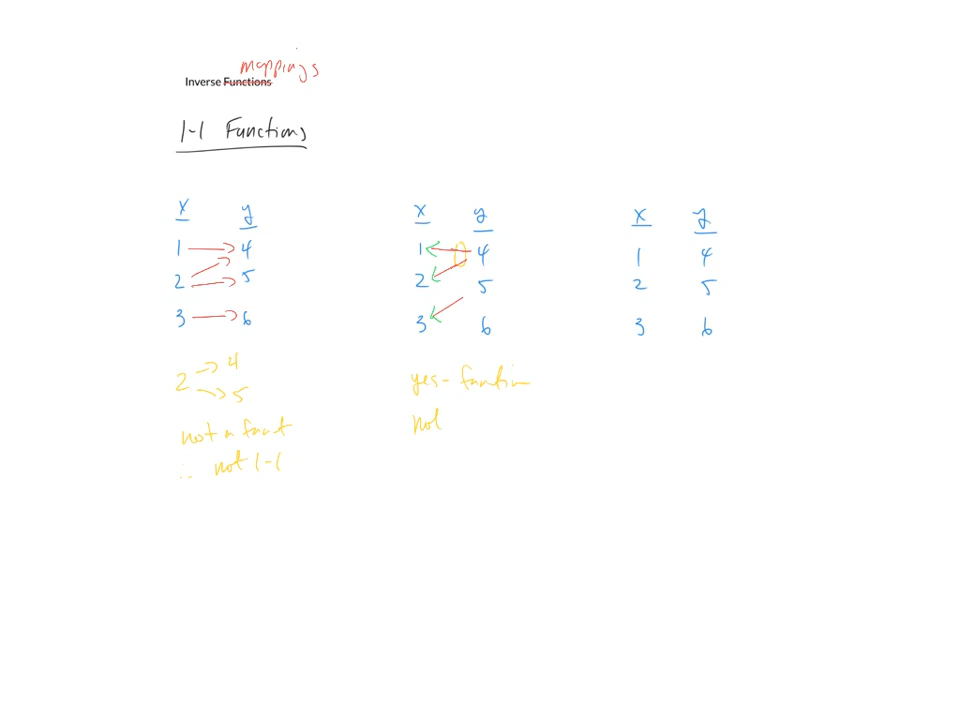 mappings
Inverse Functions
1-1 Functions
x y x y x y
1 4 1 4 1 4
2 5 2 5 2 5
3 6 3 6 3 6
2 → 4
→ 5
yes - function
not a funct
not
∴ not 1-1